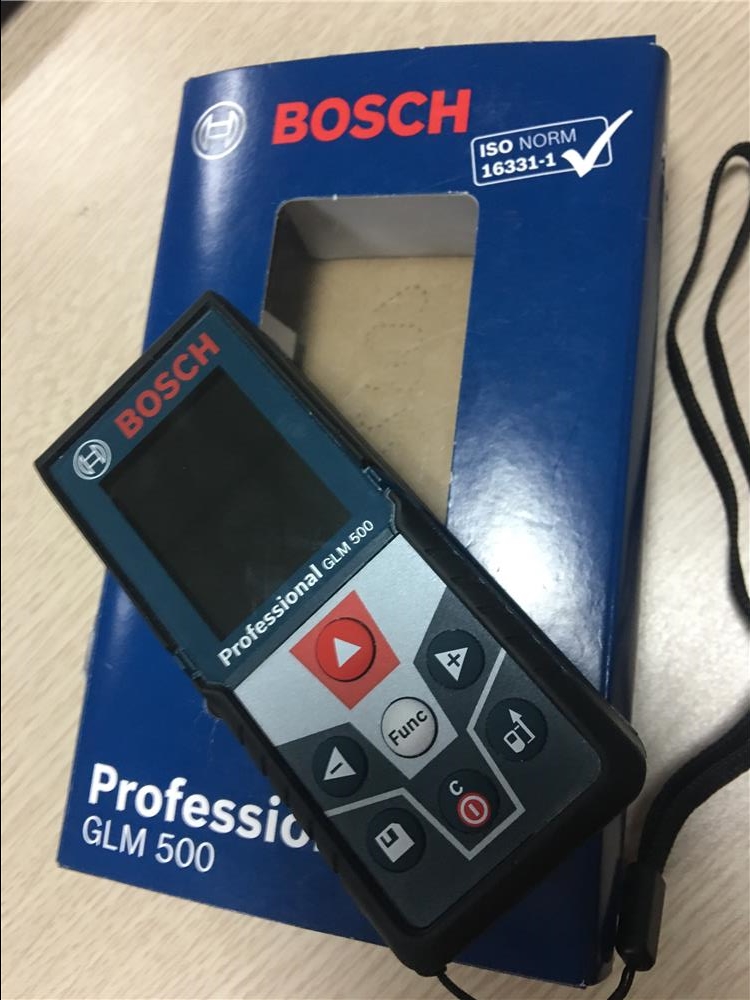 BOSCH
ISO NORM
16331-1
BOSCH
Professional GLM 500
Func
C
Professio
GLM 500